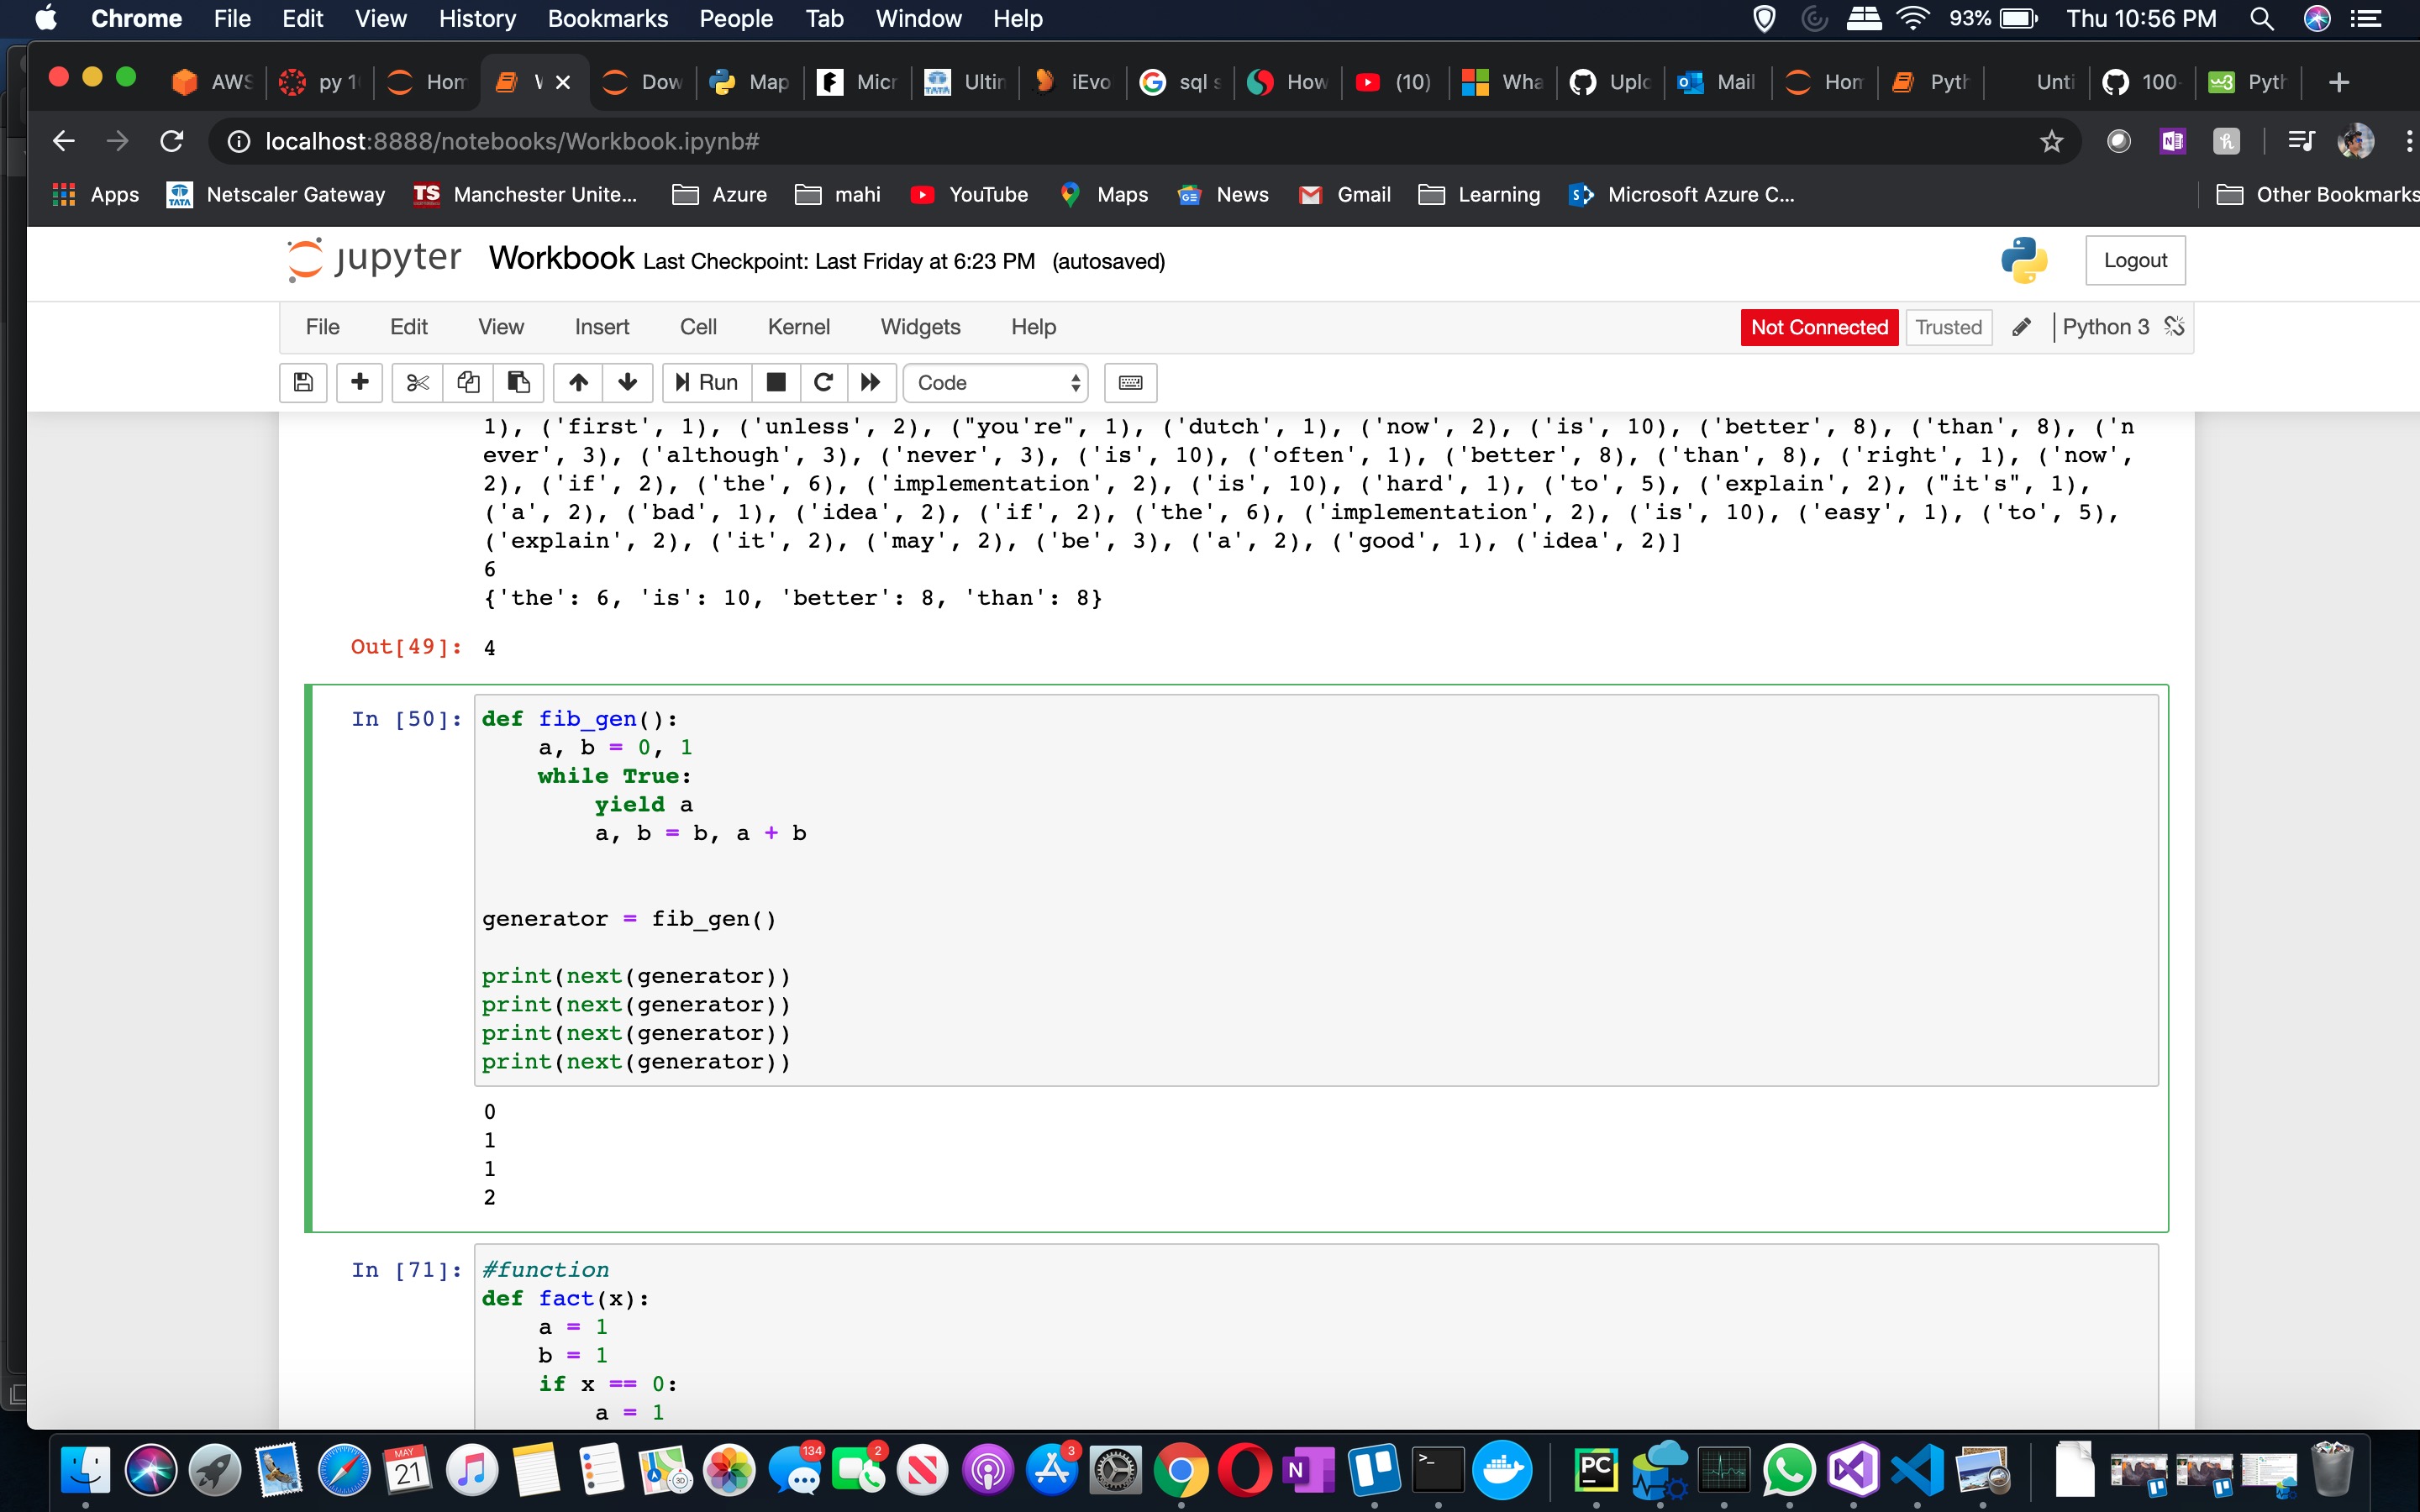 Chrome File Edit View History Bookmarks People Tab Window Help 93% Thu 10:56 PM
AWS py 1 Hom V Dow Map Micr Ultin iEvo sql s How (10) Wha Uplo Mail Hom Pyth Unti 100- Pyth
localhost:8888/notebooks/Workbook.ipynb#
Apps TATA Netscaler Gateway TS Manchester Unite... Azure mahi YouTube Maps News Gmail Learning Microsoft Azure C... Other Bookmarks
jupyter Workbook Last Checkpoint: Last Friday at 6:23 PM (autosaved) Logout
File Edit View Insert Cell Kernel Widgets Help Not Connected Trusted Python 3
Run Code
1), ('first', 1), ('unless', 2), ("you're", 1), ('dutch', 1), ('now', 2), ('is', 10), ('better', 8), ('than', 8), ('n
ever', 3), ('although', 3), ('never', 3), ('is', 10), ('often', 1), ('better', 8), ('than', 8), ('right', 1), ('now',
2), ('if', 2), ('the', 6), ('implementation', 2), ('is', 10), ('hard', 1), ('to', 5), ('explain', 2), ("it's", 1),
('a', 2), ('bad', 1), ('idea', 2), ('if', 2), ('the', 6), ('implementation', 2), ('is', 10), ('easy', 1), ('to', 5),
('explain', 2), ('it', 2), ('may', 2), ('be', 3), ('a', 2), ('good', 1), ('idea', 2)]
6
{'the': 6, 'is': 10, 'better': 8, 'than': 8}
Out[49]: 4
In [50]: def fib_gen():
a, b = 0, 1
while True:
yield a
a, b = b, a + b
generator = fib_gen()
print(next(generator))
print(next(generator))
print(next(generator))
print(next(generator))
0
1
1
2
In [71]: #function
def fact(x):
a = 1
b = 1
if x == 0:
a = 1
MAY 21 134 2 3 N PC